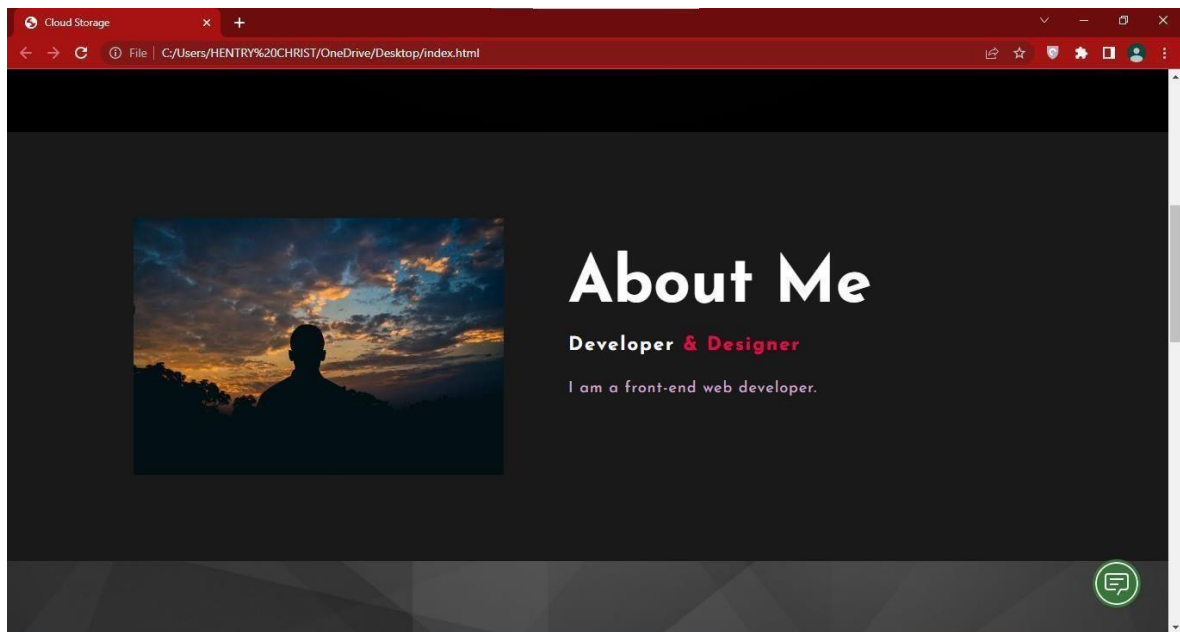 Cloud Storage
File | C:/Users/HENTRY%20CHRIST/OneDrive/Desktop/index.html
About Me
Developer & Designer
I am a front-end web developer.